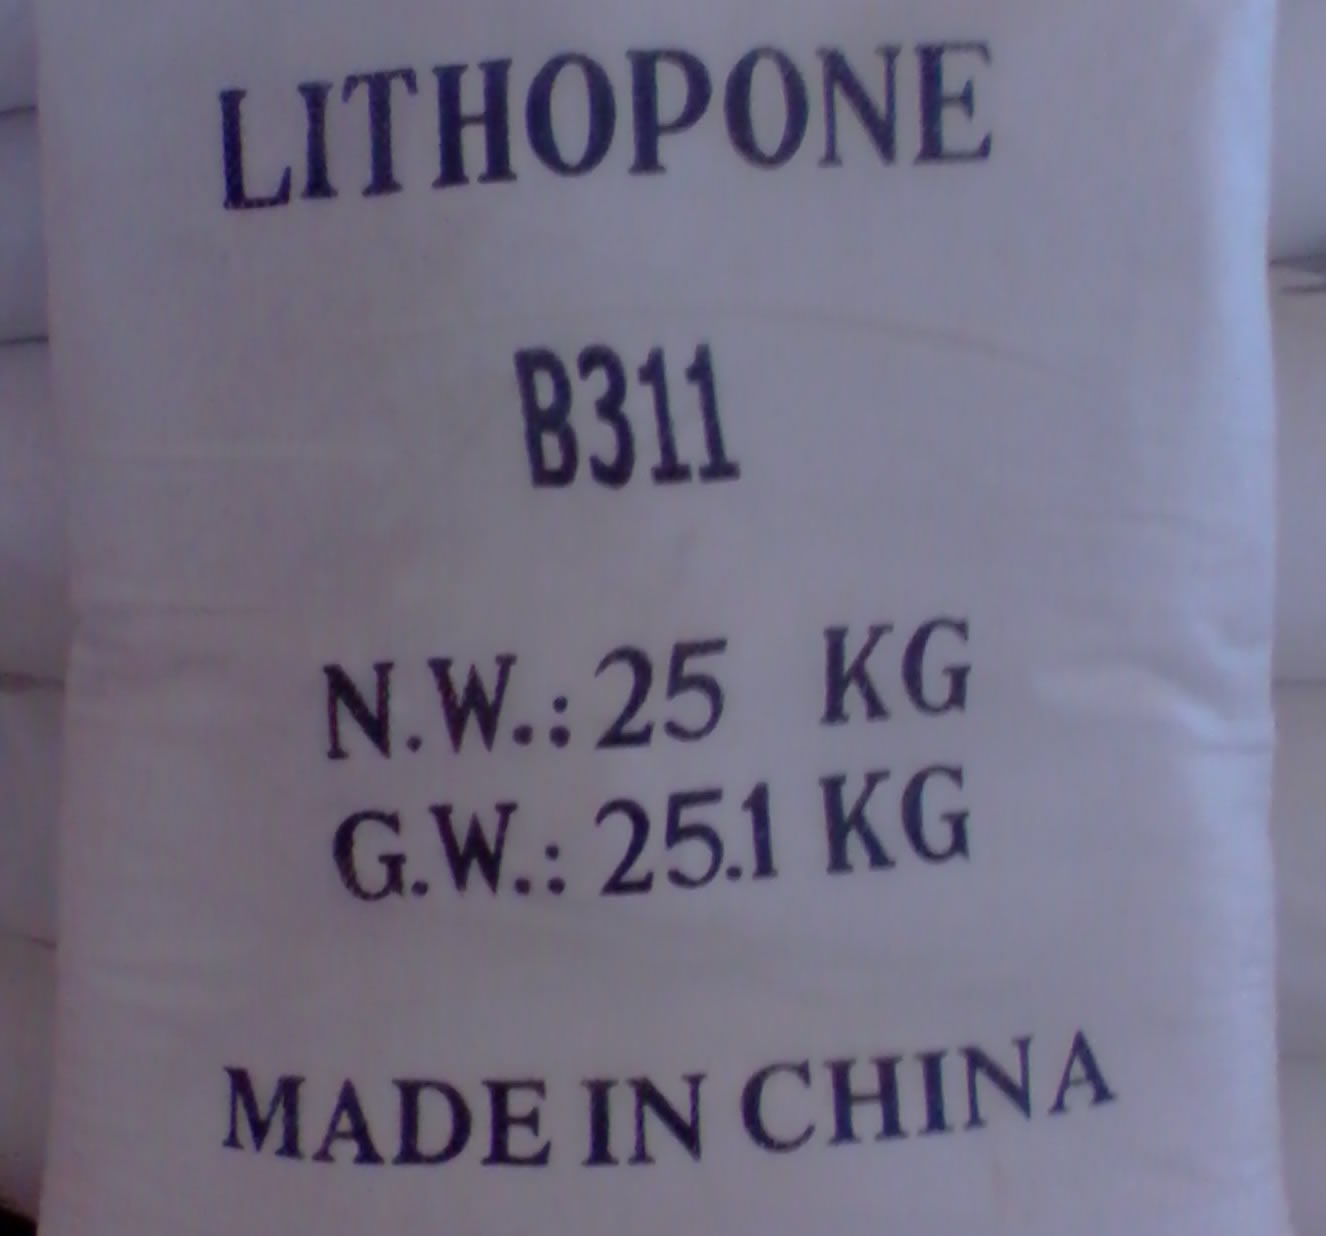 LITHOPONE
B311
N.W.: 25 KG
G.W.: 25.1 KG
MADE IN CHINA